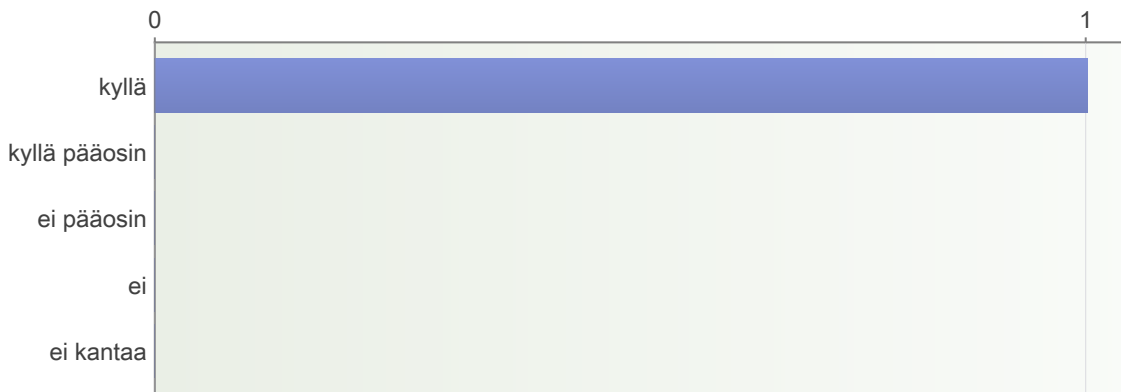 0 1
kyllä
kyllä pääosin
ei pääosin
ei
ei kantaa